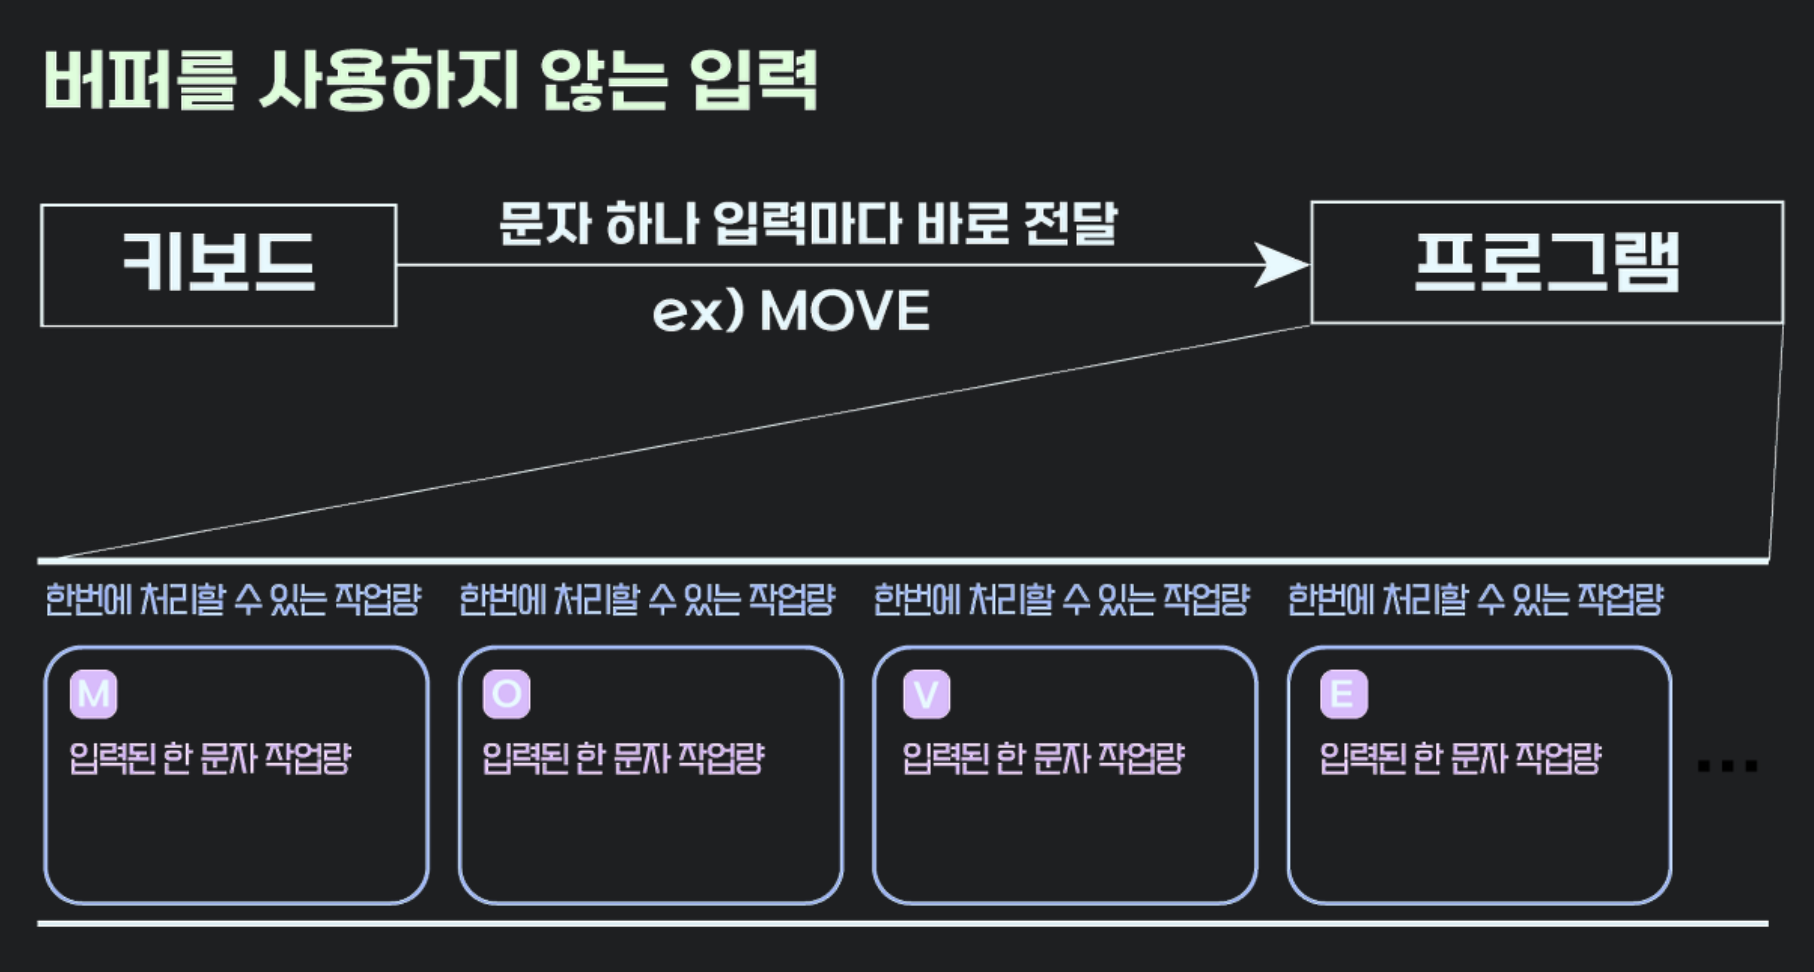 버퍼를 사용하지 않는 입력
키보드
문자 하나 입력마다 바로 전달
ex) MOVE
프로그램
한번에 처리할 수 있는 작업량
한번에 처리할 수 있는 작업량
한번에 처리할 수 있는 작업량
한번에 처리할 수 있는 작업량
M
입력된 한 문자 작업량
O
입력된 한 문자 작업량
V
입력된 한 문자 작업량
E
입력된 한 문자 작업량
...